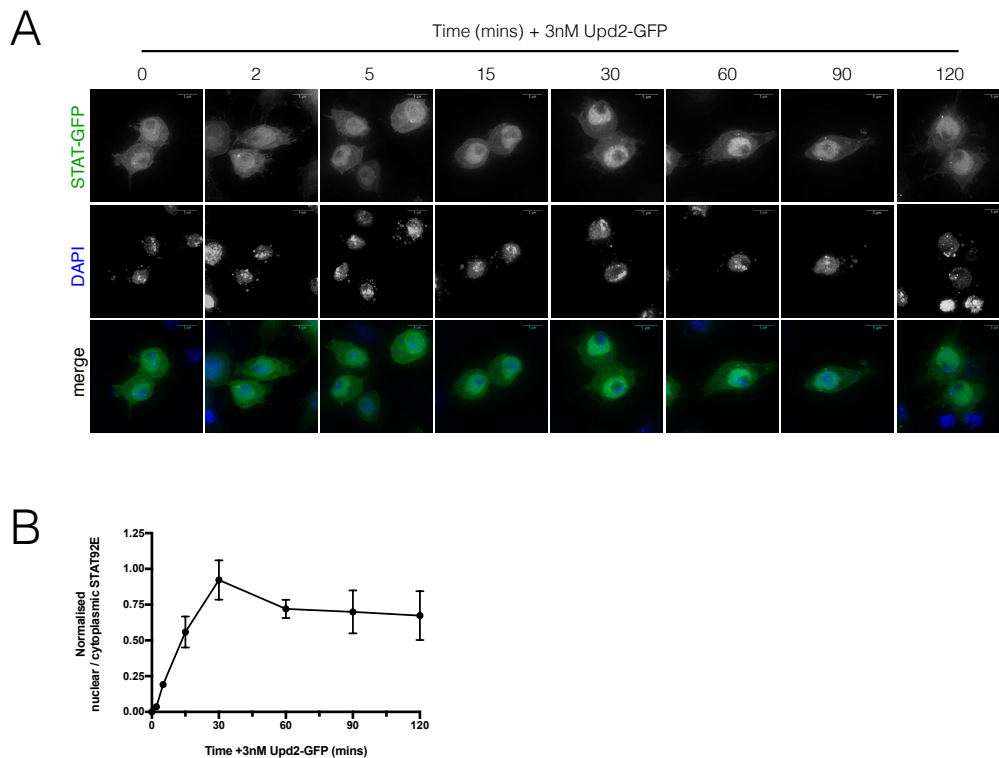 A
Time (mins) + 3nM Upd2-GFP
0 2 5 15 30 60 90 120
STAT-GFP
DAPI
merge
B
Normalised
nuclear / cytoplasmic STAT92E
1.25
1.00
0.75
0.50
0.25
0.00
0 30 60 90 120
Time +3nM Upd2-GFP (mins)